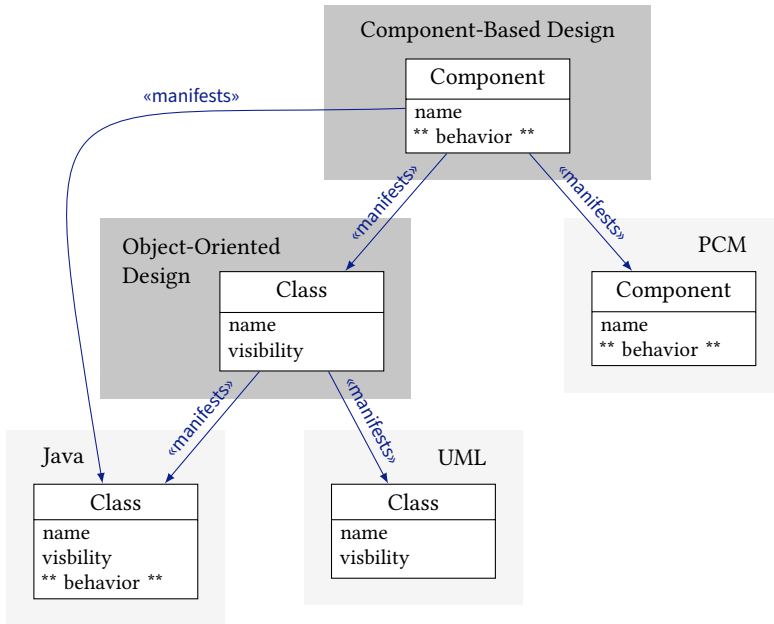 Component-Based Design
Component
name
** behavior **
«manifests»
«manifests»
«manifests»
Object-Oriented
Design
Class
name
visibility
PCM
Component
name
** behavior **
«manifests»
«manifests»
Java
Class
name
visbility
** behavior **
UML
Class
name
visbility